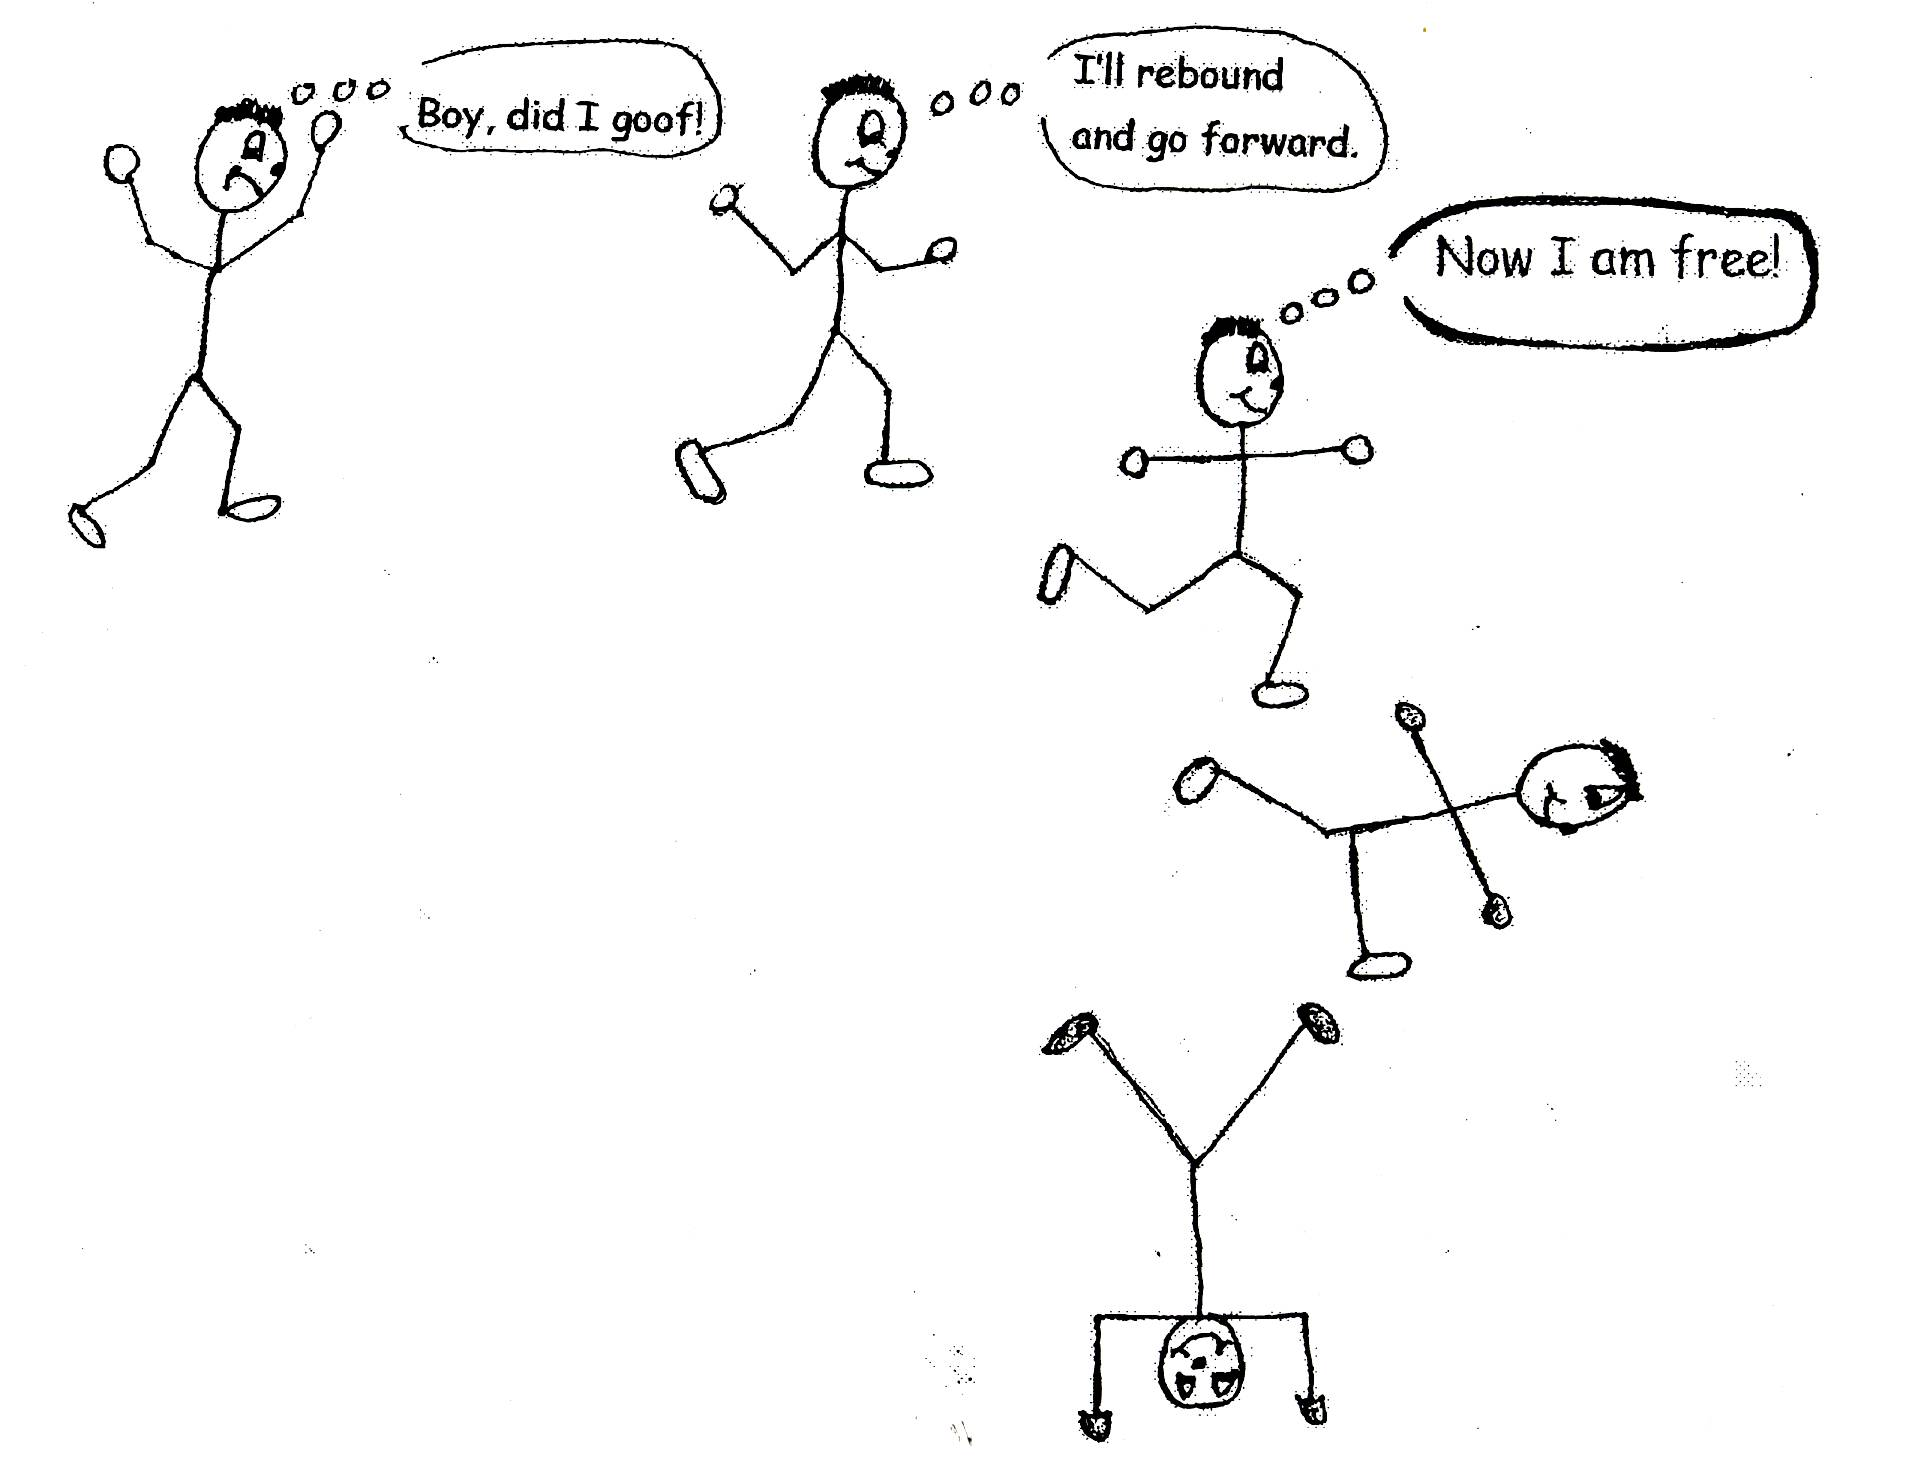 Boy, did I goof!
I'll rebound
and go forward.
Now I am free!